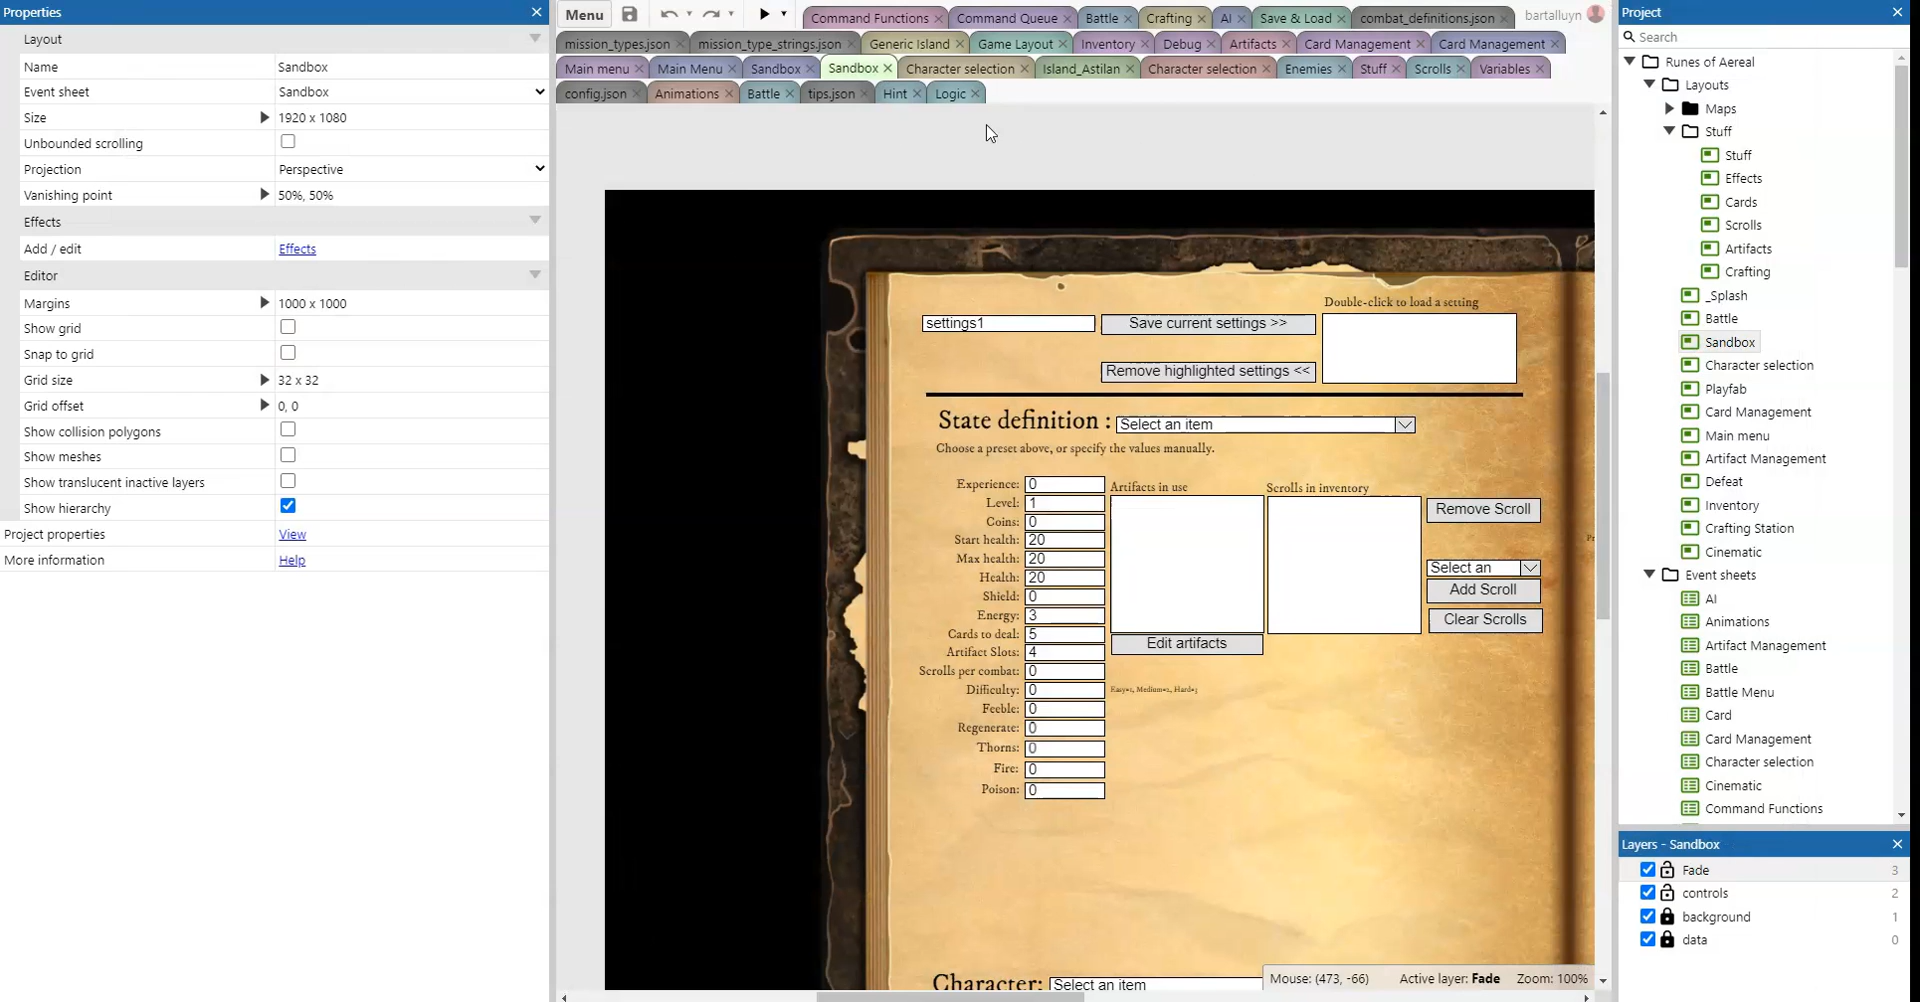 Properties
Layout
Name Sandbox
Event sheet Sandbox
Size 1920 x 1080
Unbounded scrolling
Projection Perspective
Vanishing point 50%, 50%
Effects
Add / edit Effects
Editor
Margins 1000 x 1000
Show grid
Snap to grid
Grid size 32 x 32
Grid offset 0, 0
Show collision polygons
Show meshes
Show translucent inactive layers
Show hierarchy
Project properties View
More information Help
Menu
Command Functions Command Queue Battle Crafting AI Save & Load combat_definitions.json bartalluyn
mission_types.json mission_type_strings.json Generic Island Game Layout Inventory Debug Artifacts Card Management Card Management
Main menu Main Menu Sandbox Sandbox Character selection Island_Astilan Character selection Enemies Stuff Scrolls Variables
config.json Animations Battle tips.json Hint Logic
Double-click to load a setting
settings1 Save current settings >>
Remove highlighted settings <<
State definition : Select an item
Choose a preset above, or specify the values manually.
Experience: 0
Level: 1
Coins: 0
Start health: 20
Max health: 20
Health: 20
Shield: 0
Energy: 3
Cards to deal: 5
Artifact Slots: 4
Scrolls per combat: 0
Difficulty: 0 Easy=1, Medium=2, Hard=3
Feeble: 0
Regenerate: 0
Thorns: 0
Fire: 0
Poison: 0
Artifacts in use
Edit artifacts
Scrolls in inventory
Remove Scroll
Select an
Add Scroll
Clear Scrolls
Character: Select an item
Mouse: (473, -66) Active layer: Fade Zoom: 100%
Project
Search
Runes of Aereal
Layouts
Maps
Stuff
Stuff
Effects
Cards
Scrolls
Artifacts
Crafting
_Splash
Battle
Sandbox
Character selection
Playfab
Card Management
Main menu
Artifact Management
Defeat
Inventory
Crafting Station
Cinematic
Event sheets
AI
Animations
Artifact Management
Battle
Battle Menu
Card
Card Management
Character selection
Cinematic
Command Functions
Layers - Sandbox
Fade 3
controls 2
background 1
data 0